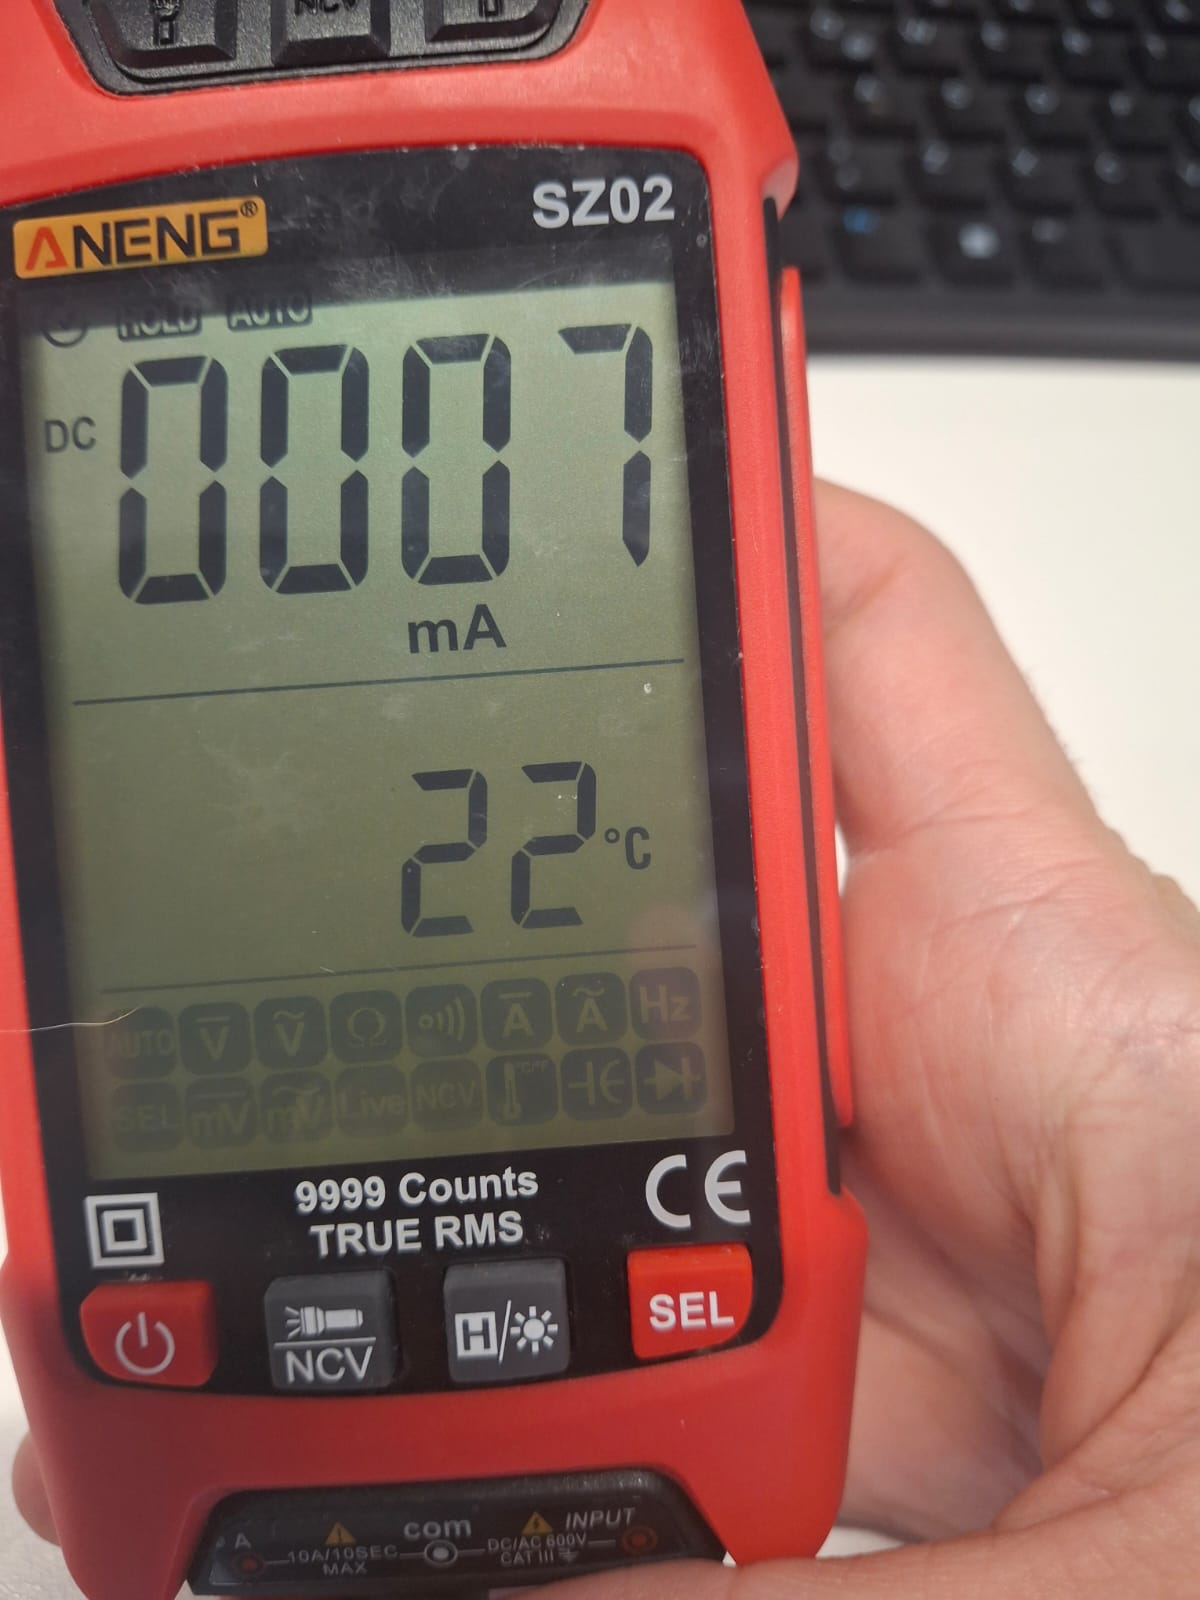 NCV
ANENG®
SZ02
HOLD AUTO
DC 0007
mA
22 °C
AUTO V V Ω A A Hz
SEL mV mV Live NCV °C/°F
9999 Counts
TRUE RMS
CE
NCV
H/
SEL
A com INPUT
10A/10SEC DC/AC 600V
MAX CAT III